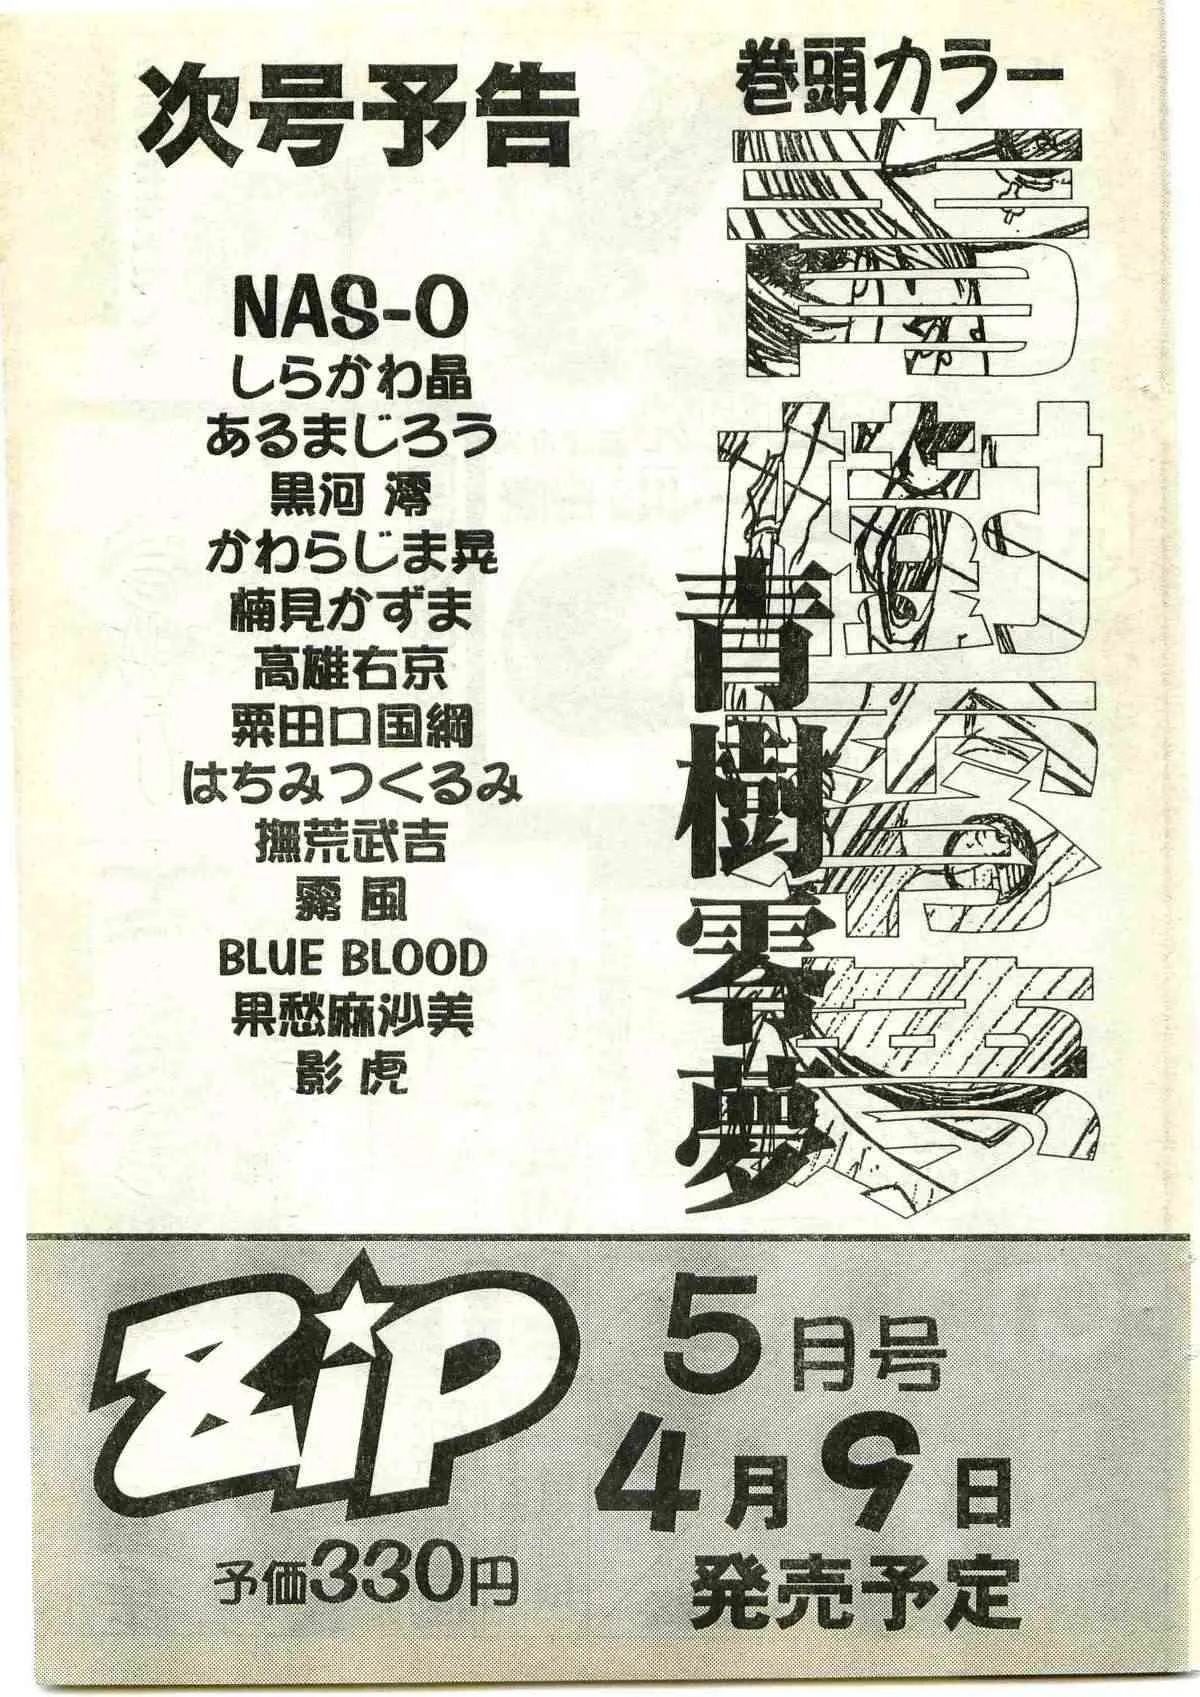 巻頭カラー
青樹零夢
青樹零夢
次号予告
NAS-O
しらかわ晶
あるまじろう
黒河 澪
かわらじま晃
楠見かずま
高雄右京
粟田口国綱
はちみつくるみ
撫荒武吉
霧風
BLUE BLOOD
果愁麻沙美
影虎
ZiP
予価330円
5月号
4月9日
発売予定